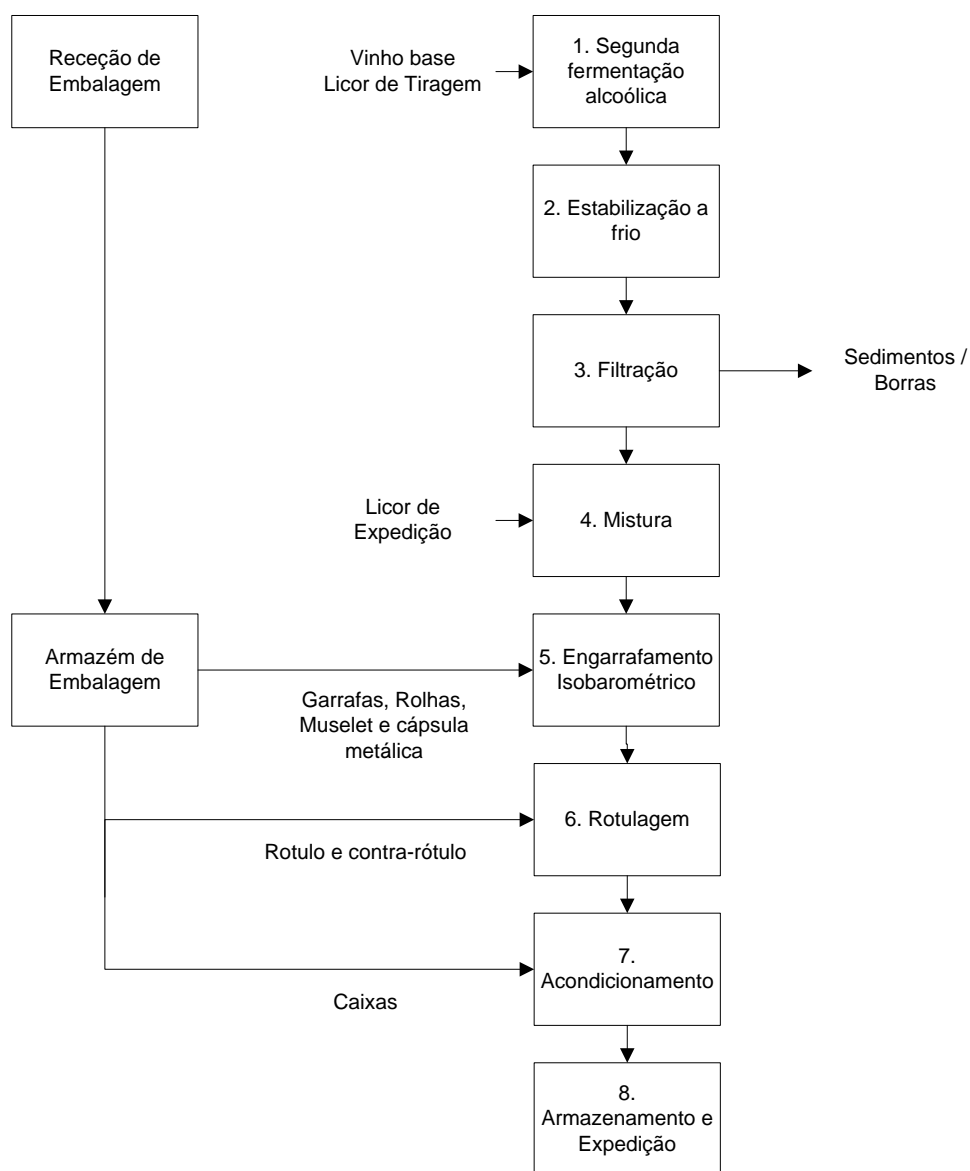 Receção de
Embalagem
Vinho base
Licor de Tiragem
1. Segunda
fermentação
alcoólica
2. Estabilização a
frio
3. Filtração
Sedimentos /
Borras
Licor de
Expedição
4. Mistura
Armazém de
Embalagem
Garrafas, Rolhas,
Muselet e cápsula
metálica
5. Engarrafamento
Isobarométrico
6. Rotulagem
Rotulo e contra-rótulo
7.
Acondicionamento
Caixas
8.
Armazenamento e
Expedição